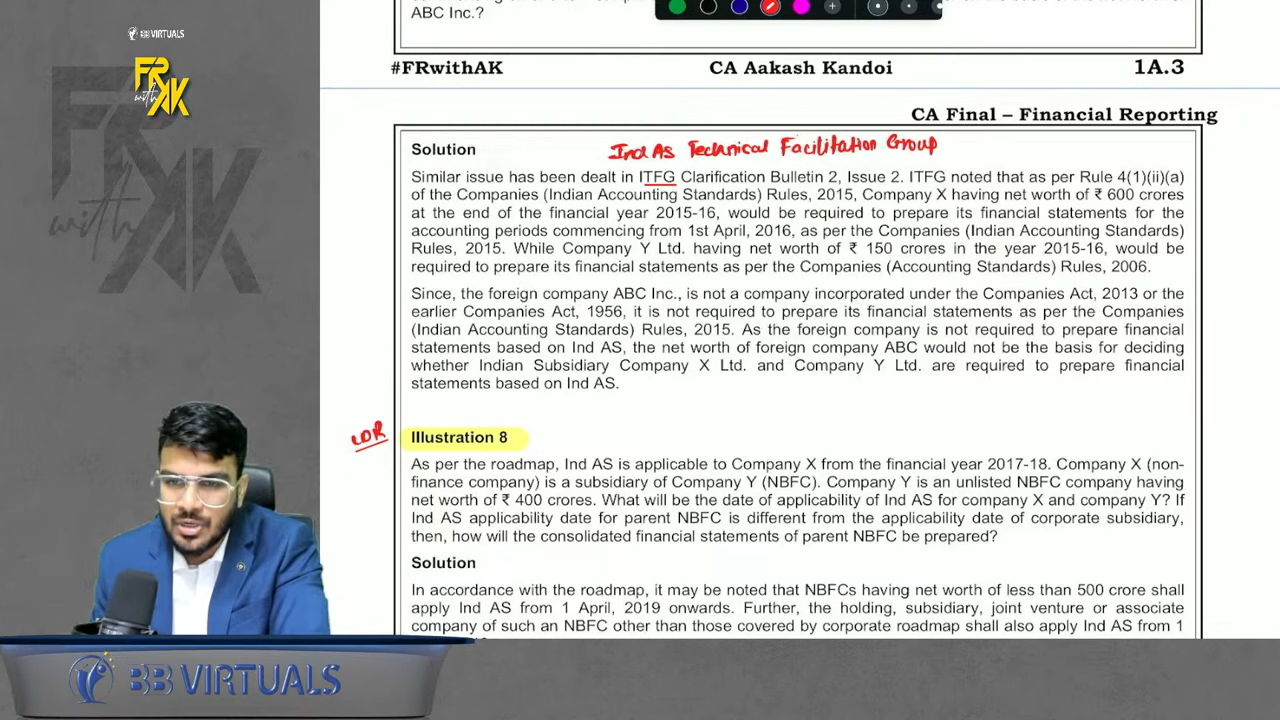 ABC Inc.?
BB VIRTUALS
FR
with
AK
#FRwithAK
CA Aakash Kandoi
1A.3
CA Final – Financial Reporting
Solution
Ind As Technical Facilitation Group
Similar issue has been dealt in ITFG Clarification Bulletin 2, Issue 2. ITFG noted that as per Rule 4(1)(ii)(a)
of the Companies (Indian Accounting Standards) Rules, 2015, Company X having net worth of ₹ 600 crores
at the end of the financial year 2015-16, would be required to prepare its financial statements for the
accounting periods commencing from 1st April, 2016, as per the Companies (Indian Accounting Standards)
Rules, 2015. While Company Y Ltd. having net worth of ₹ 150 crores in the year 2015-16, would be
required to prepare its financial statements as per the Companies (Accounting Standards) Rules, 2006.
Since, the foreign company ABC Inc., is not a company incorporated under the Companies Act, 2013 or the
earlier Companies Act, 1956, it is not required to prepare its financial statements as per the Companies
(Indian Accounting Standards) Rules, 2015. As the foreign company is not required to prepare financial
statements based on Ind AS, the net worth of foreign company ABC would not be the basis for deciding
whether Indian Subsidiary Company X Ltd. and Company Y Ltd. are required to prepare financial
statements based on Ind AS.
LDR
Illustration 8
As per the roadmap, Ind AS is applicable to Company X from the financial year 2017-18. Company X (non-
finance company) is a subsidiary of Company Y (NBFC). Company Y is an unlisted NBFC company having
net worth of ₹ 400 crores. What will be the date of applicability of Ind AS for company X and company Y? If
Ind AS applicability date for parent NBFC is different from the applicability date of corporate subsidiary,
then, how will the consolidated financial statements of parent NBFC be prepared?
Solution
In accordance with the roadmap, it may be noted that NBFCs having net worth of less than 500 crore shall
apply Ind AS from 1 April, 2019 onwards. Further, the holding, subsidiary, joint venture or associate
company of such an NBFC other than those covered by corporate roadmap shall also apply Ind AS from 1
BB VIRTUALS